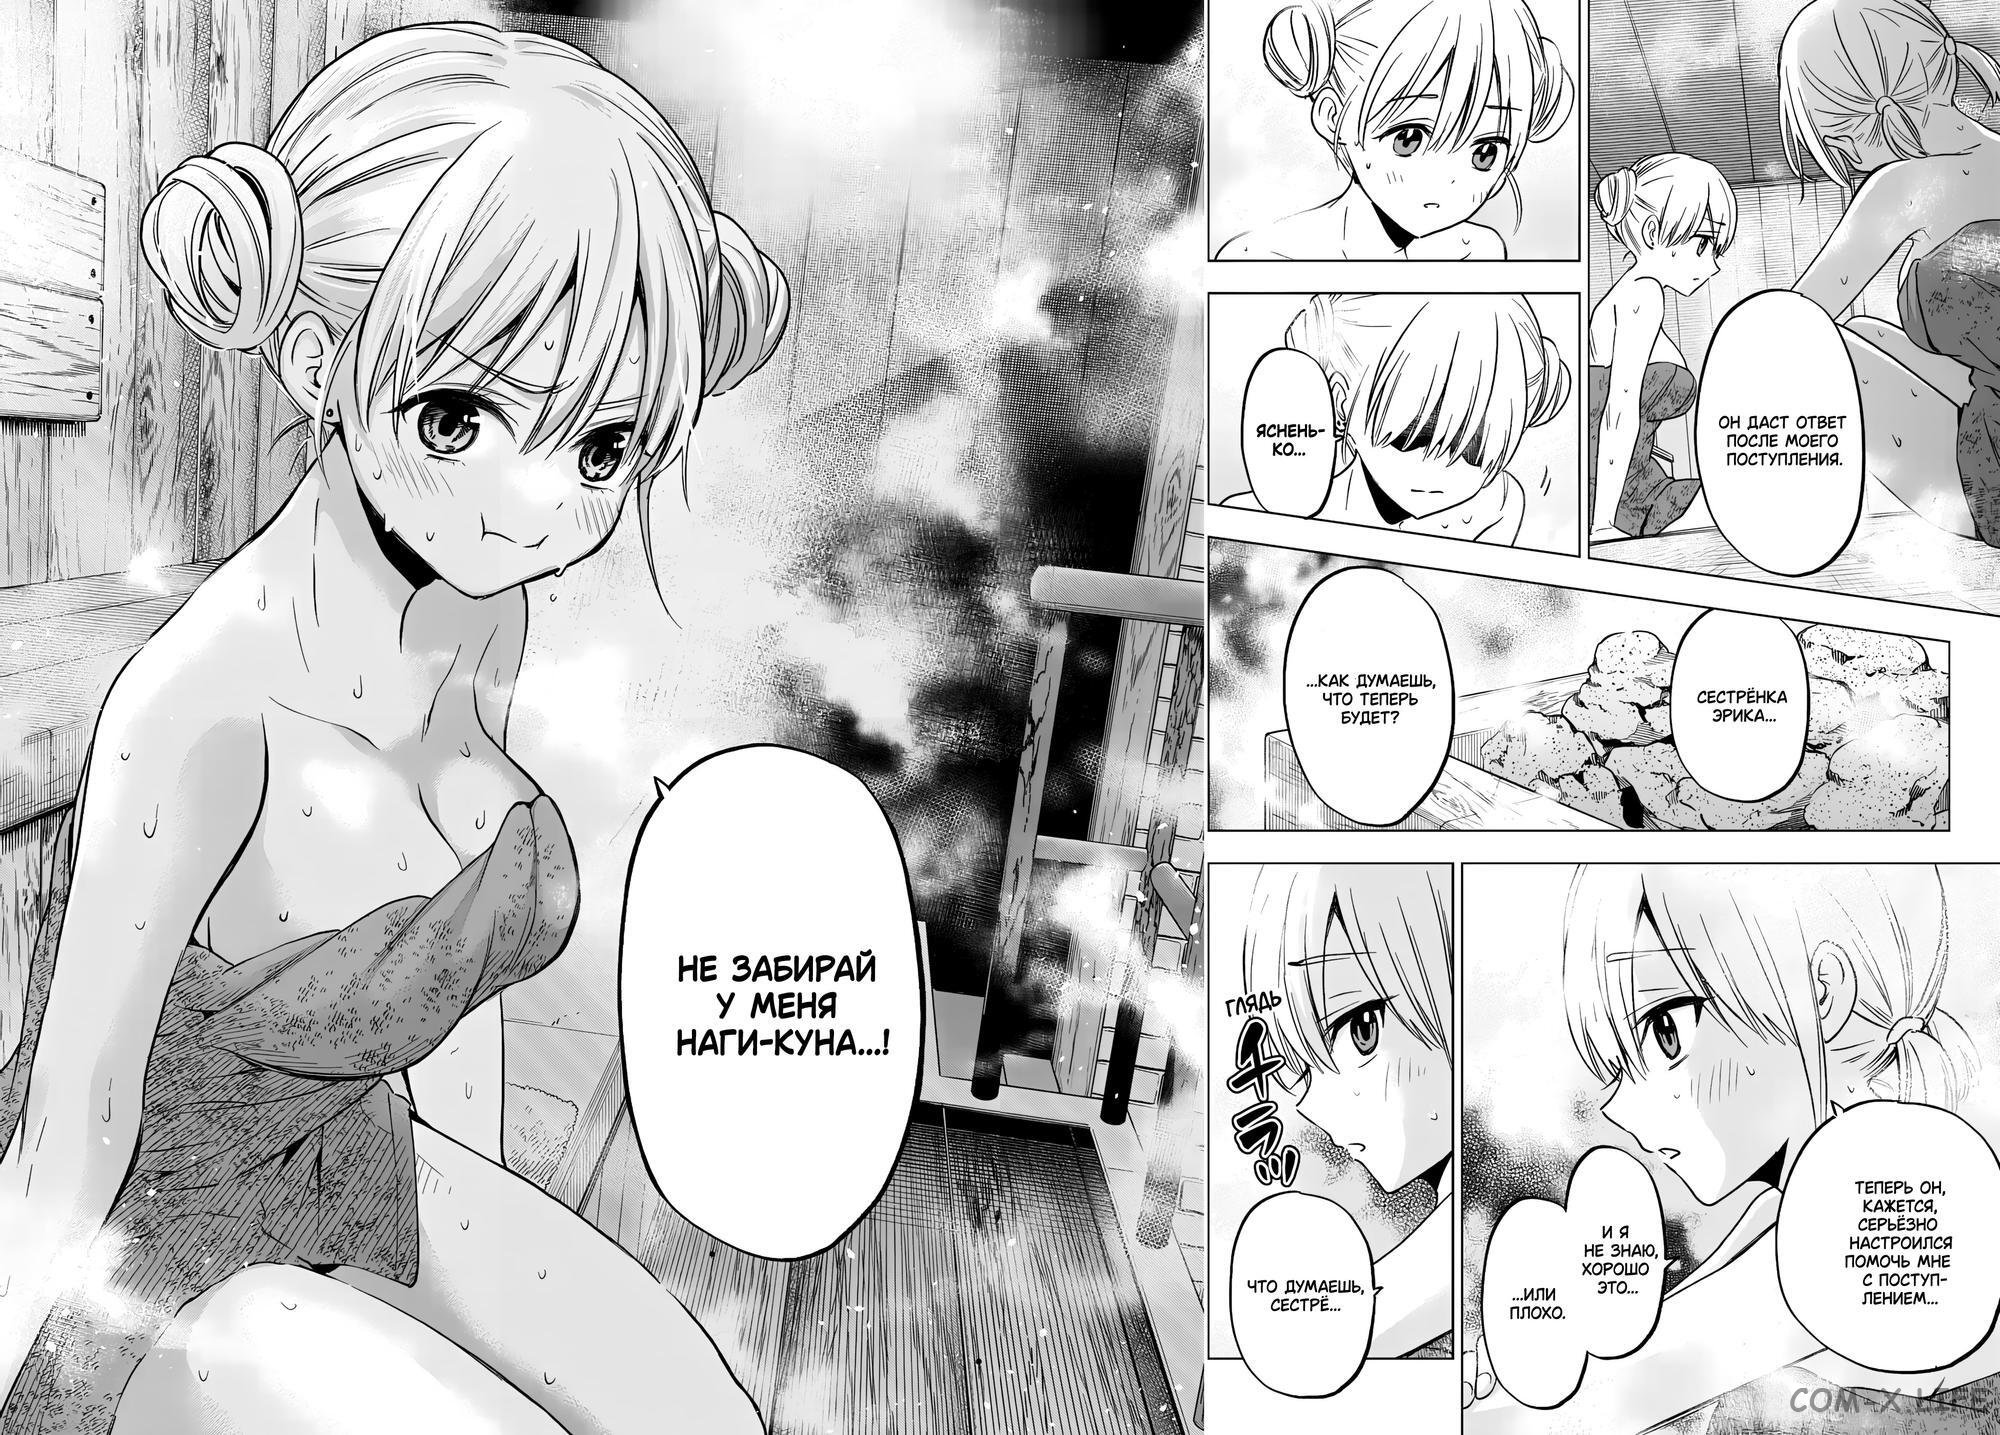 ОН ДАСТ ОТВЕТ
ПОСЛЕ МОЕГО
ПОСТУПЛЕНИЯ.
ЯСНЕНЬ-
КО...
СЕСТРЁНКА
ЭРИКА...
...КАК ДУМАЕШЬ,
ЧТО ТЕПЕРЬ
БУДЕТ?
ТЕПЕРЬ ОН,
КАЖЕТСЯ,
СЕРЬЁЗНО
НАСТРОИЛСЯ
ПОМОЧЬ МНЕ
С ПОСТУП-
ЛЕНИЕМ...
И Я
НЕ ЗНАЮ,
ХОРОШО
ЭТО...
...ИЛИ
ПЛОХО.
ГЛЯДЬ
チラ...
ЧТО ДУМАЕШЬ,
СЕСТРЁ...
НЕ ЗАБИРАЙ
У МЕНЯ
НАГИ-КУНА...!
COM-X.LIFE